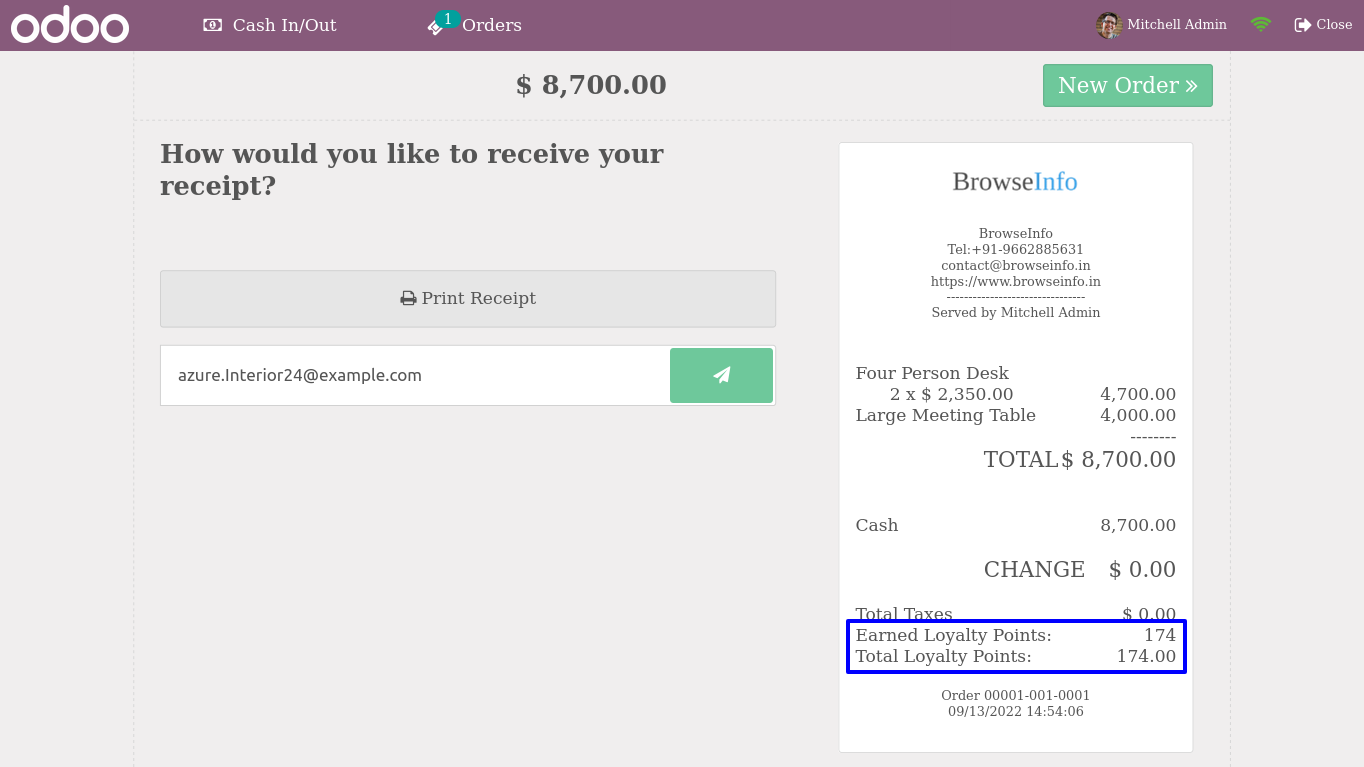 odoo
Cash In/Out
1
Orders
Mitchell Admin
Close
$ 8,700.00
New Order
How would you like to receive your
receipt?
Print Receipt
azure.Interior24@example.com
BrowseInfo
BrowseInfo
Tel:+91-9662885631
contact@browseinfo.in
https://www.browseinfo.in
--------------------------------
Served by Mitchell Admin
Four Person Desk
2 x $ 2,350.00 4,700.00
Large Meeting Table 4,000.00
--------
TOTAL $ 8,700.00
Cash 8,700.00
CHANGE $ 0.00
Total Taxes $ 0.00
Earned Loyalty Points: 174
Total Loyalty Points: 174.00
Order 00001-001-0001
09/13/2022 14:54:06